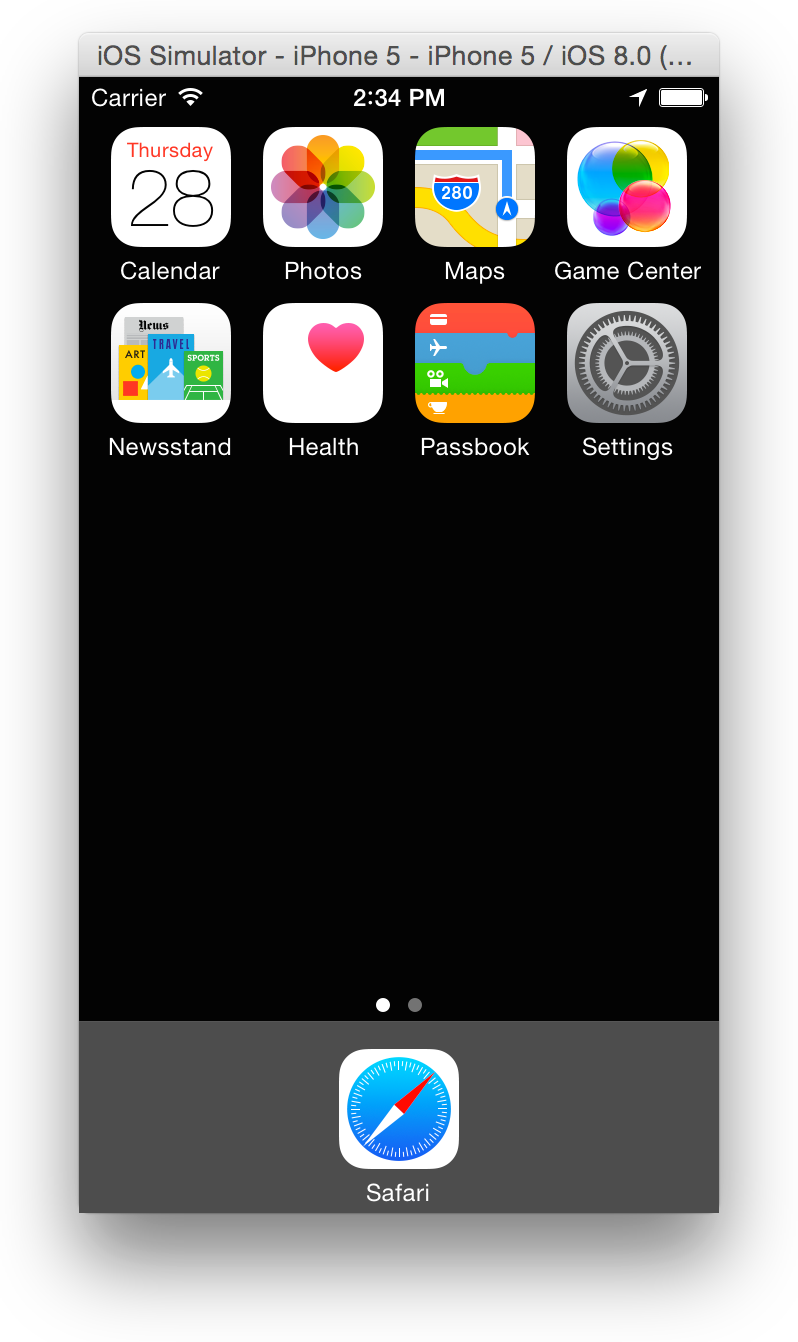 iOS Simulator - iPhone 5 - iPhone 5 / iOS 8.0 (...
Carrier 2:34 PM
Thursday
28
280
Calendar Photos Maps Game Center
News
TRAVEL
ART
SPORTS
Newsstand Health Passbook Settings
Safari